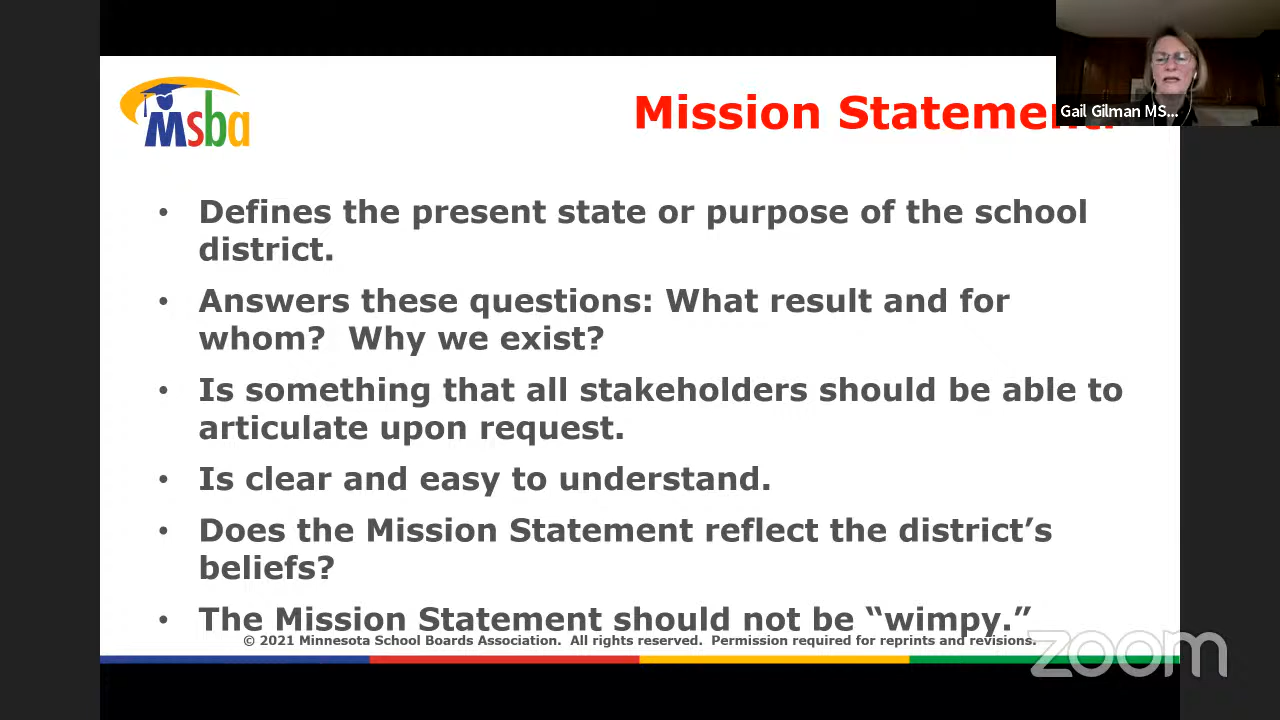 msba
Mission Statement
Gail Gilman MS...
• Defines the present state or purpose of the school
district.
• Answers these questions: What result and for
whom?  Why we exist?
• Is something that all stakeholders should be able to
articulate upon request.
• Is clear and easy to understand.
• Does the Mission Statement reflect the district’s
beliefs?
• The Mission Statement should not be “wimpy.”
© 2021 Minnesota School Boards Association.  All rights reserved.  Permission required for reprints and revisions.
zoom